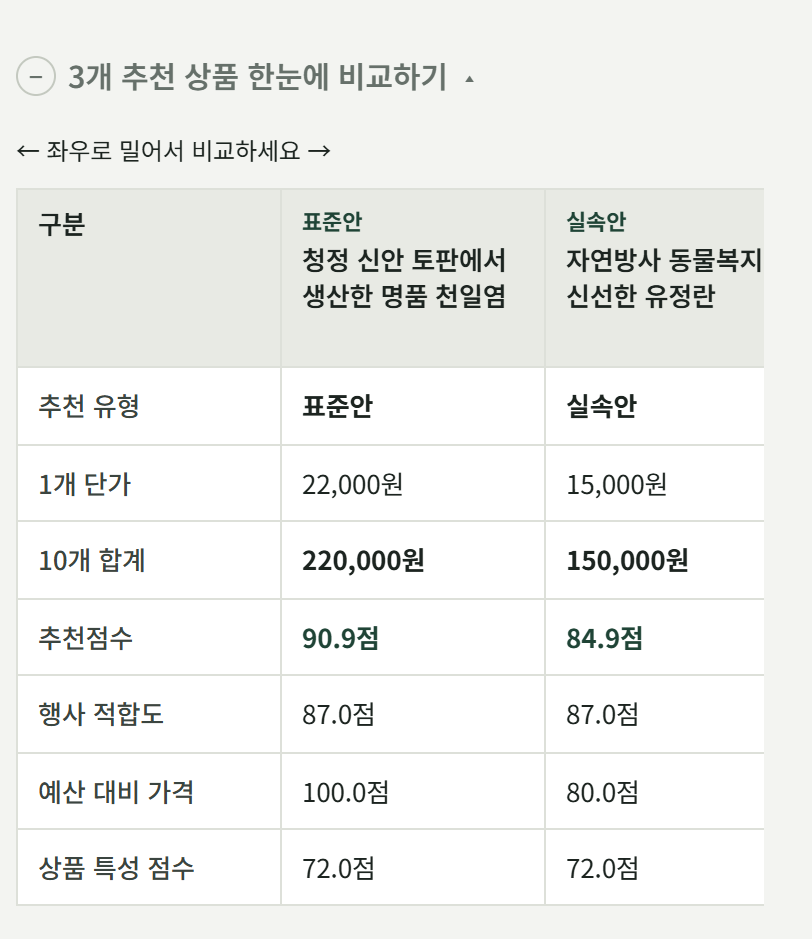 3개 추천 상품 한눈에 비교하기 ▲
← 좌우로 밀어서 비교하세요 →
구분
표준안
청정 신안 토판에서
생산한 명품 천일염
실속안
자연방사 동물복지
신선한 유정란
추천 유형 표준안 실속안
1개 단가 22,000원 15,000원
10개 합계 220,000원 150,000원
추천점수 90.9점 84.9점
행사 적합도 87.0점 87.0점
예산 대비 가격 100.0점 80.0점
상품 특성 점수 72.0점 72.0점